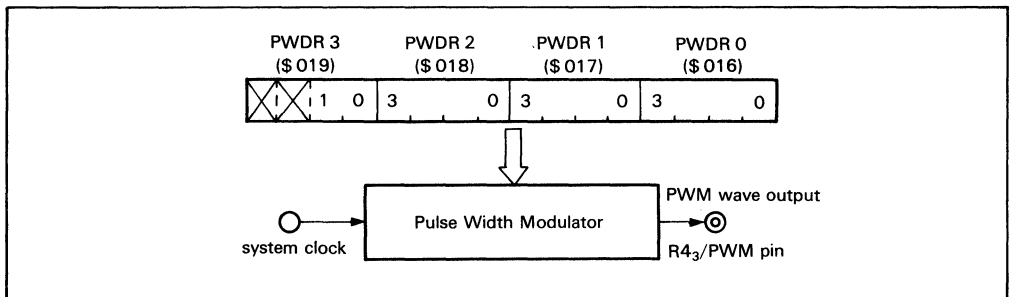 PWDR 3 PWDR 2 PWDR 1 PWDR 0
($019) ($018) ($017) ($016)
1 0 3 0 3 0 3 0
PWM wave output
Pulse Width Modulator
system clock
R4₃/PWM pin